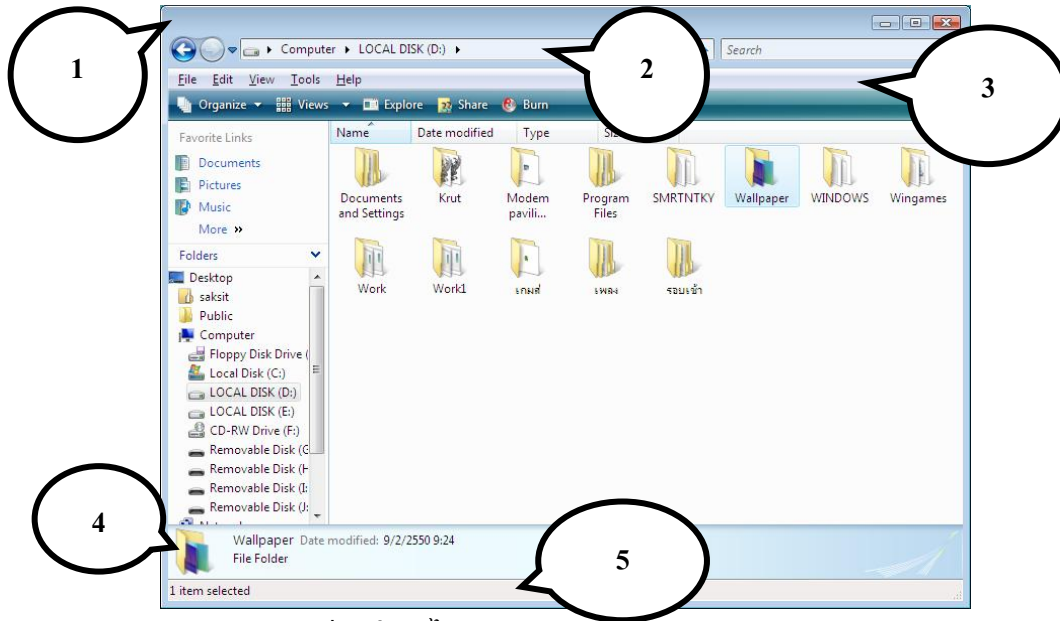 1
2
3
4
5
Computer LOCAL DISK (D:)
Search
File Edit View Tools Help
Organize Views Explore Share Burn
Favorite Links
Documents
Pictures
Music
More »
Folders
Desktop
saksit
Public
Computer
Floppy Disk Drive (
Local Disk (C:)
LOCAL DISK (D:)
LOCAL DISK (E:)
CD-RW Drive (F:)
Removable Disk (G
Removable Disk (H
Removable Disk (I:
Removable Disk (J:
Name Date modified Type
Documents and Settings
Krut
Modem pavili...
Program Files
SMRTNTKY
Wallpaper
WINDOWS
Wingames
Work
Work1
เกมส์
เพลง
รอบเช้า
Wallpaper Date modified: 9/2/2550 9:24
File Folder
1 item selected